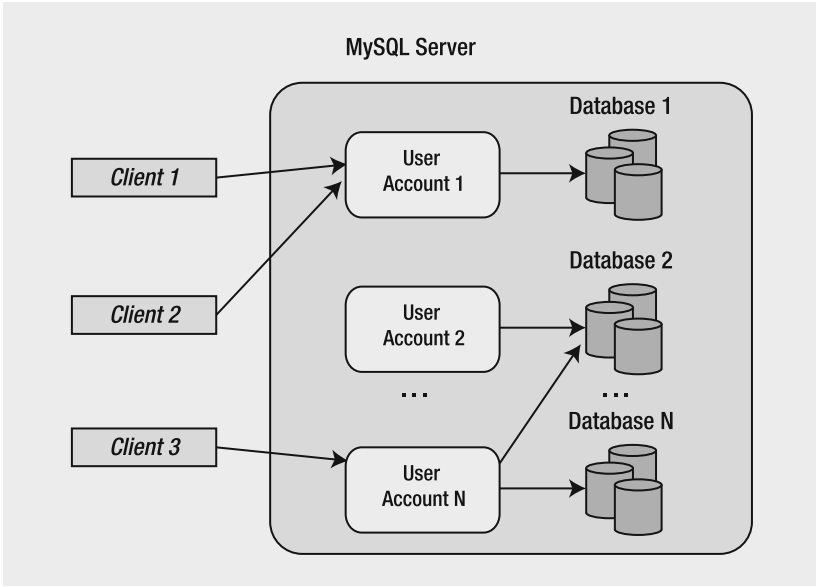 MySQL Server
Database 1
User
Account 1
Client 1
Database 2
Client 2
User
Account 2
...
...
Database N
Client 3
User
Account N